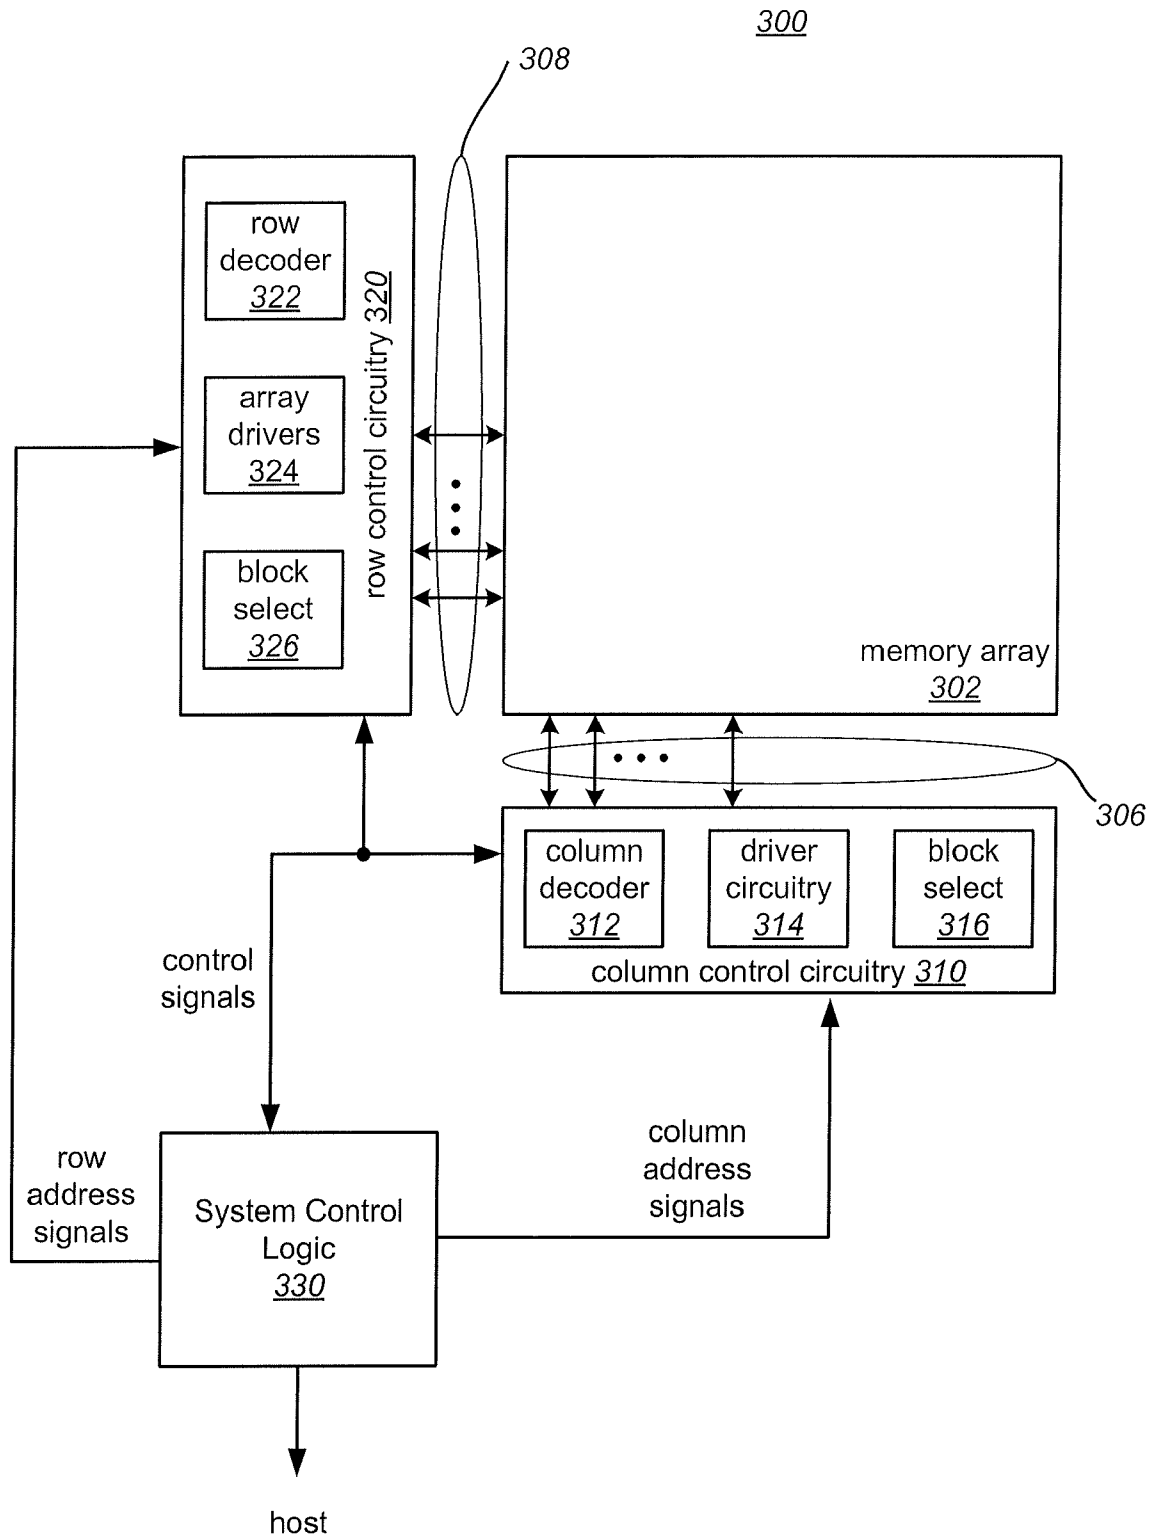 300
308
row
decoder
322
array
drivers
324
block
select
326
row control circuitry 320
memory array
302
306
column
decoder
312
driver
circuitry
314
block
select
316
column control circuitry 310
control
signals
row
address
signals
System Control
Logic
330
column
address
signals
host